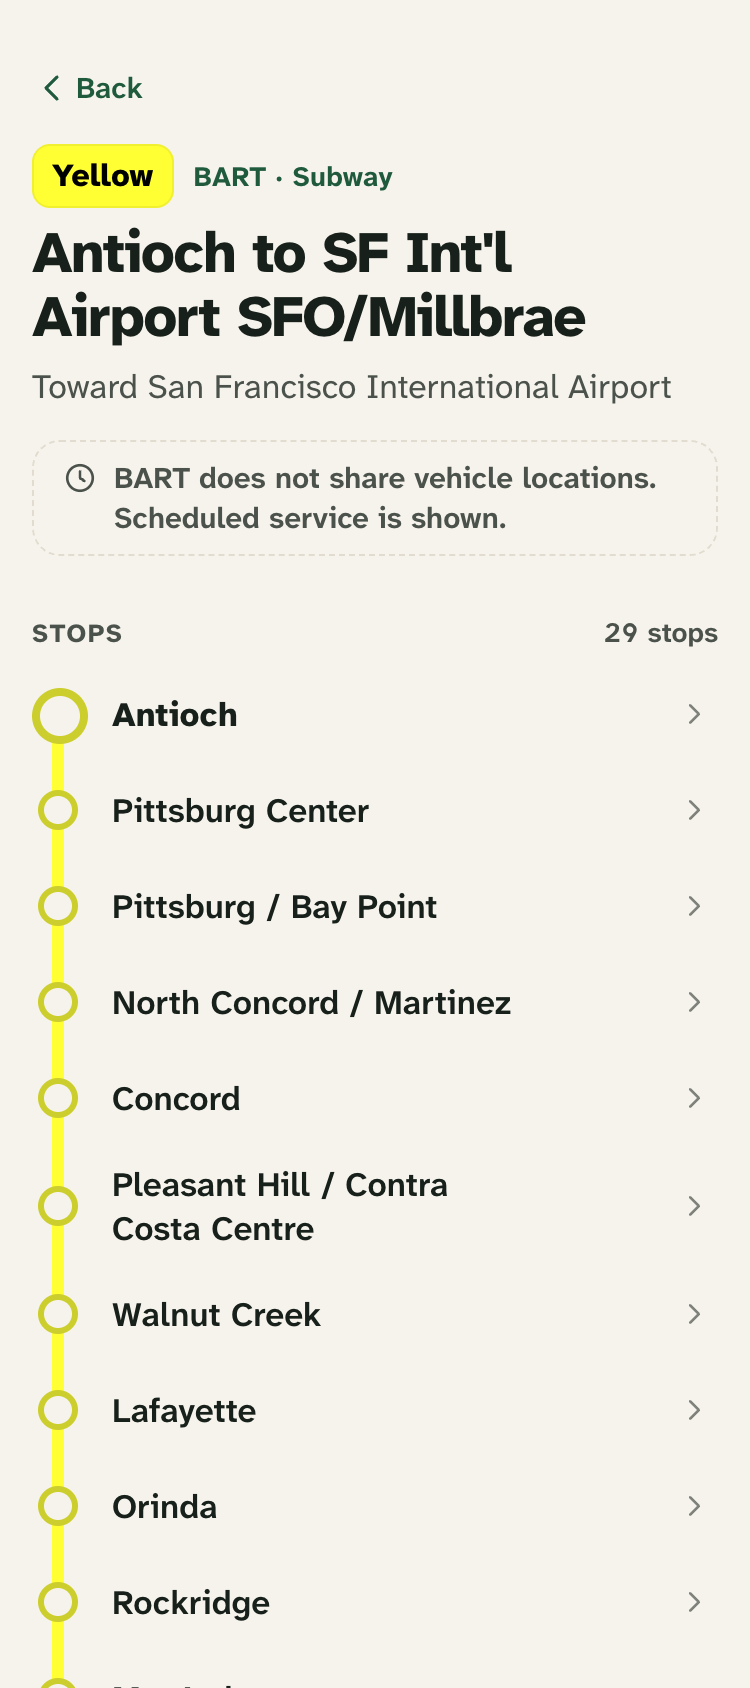 Back
Yellow BART · Subway
Antioch to SF Int'l
Airport SFO/Millbrae
Toward San Francisco International Airport
BART does not share vehicle locations.
Scheduled service is shown.
STOPS 29 stops
Antioch
Pittsburg Center
Pittsburg / Bay Point
North Concord / Martinez
Concord
Pleasant Hill / Contra
Costa Centre
Walnut Creek
Lafayette
Orinda
Rockridge